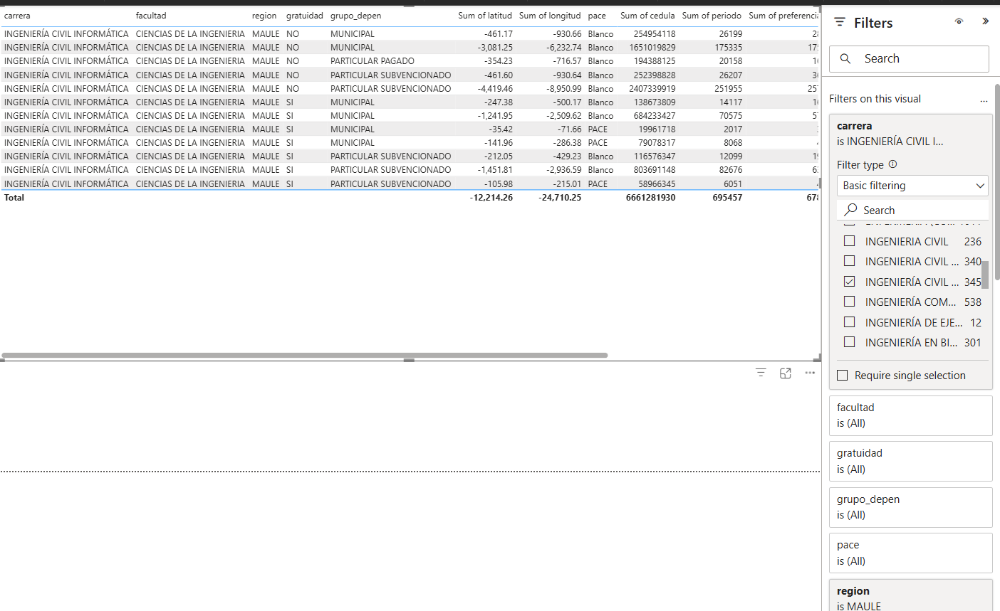 carrera facultad region gratuidad grupo_depen Sum of latitud Sum of longitud pace Sum of cedula Sum of periodo Sum of preferencia
INGENIERÍA CIVIL INFORMÁTICA CIENCIAS DE LA INGENIERIA MAULE NO MUNICIPAL -461.17 -930.66 Blanco 254954118 26199
INGENIERÍA CIVIL INFORMÁTICA CIENCIAS DE LA INGENIERIA MAULE NO MUNICIPAL -3,081.25 -6,232.74 Blanco 1651019829 175335
INGENIERÍA CIVIL INFORMÁTICA CIENCIAS DE LA INGENIERIA MAULE NO PARTICULAR PAGADO -354.23 -716.57 Blanco 194388125 20158
INGENIERÍA CIVIL INFORMÁTICA CIENCIAS DE LA INGENIERIA MAULE NO PARTICULAR SUBVENCIONADO -461.60 -930.64 Blanco 252398828 26207
INGENIERÍA CIVIL INFORMÁTICA CIENCIAS DE LA INGENIERIA MAULE NO PARTICULAR SUBVENCIONADO -4,419.46 -8,950.99 Blanco 2407339919 251955
INGENIERÍA CIVIL INFORMÁTICA CIENCIAS DE LA INGENIERIA MAULE SI MUNICIPAL -247.38 -500.17 Blanco 138673809 14117
INGENIERÍA CIVIL INFORMÁTICA CIENCIAS DE LA INGENIERIA MAULE SI MUNICIPAL -1,241.95 -2,509.62 Blanco 684233427 70575
INGENIERÍA CIVIL INFORMÁTICA CIENCIAS DE LA INGENIERIA MAULE SI MUNICIPAL -35.42 -71.66 PACE 19961718 2017
INGENIERÍA CIVIL INFORMÁTICA CIENCIAS DE LA INGENIERIA MAULE SI MUNICIPAL -141.96 -286.38 PACE 79078317 8068
INGENIERÍA CIVIL INFORMÁTICA CIENCIAS DE LA INGENIERIA MAULE SI PARTICULAR SUBVENCIONADO -212.05 -429.23 Blanco 116576347 12099
INGENIERÍA CIVIL INFORMÁTICA CIENCIAS DE LA INGENIERIA MAULE SI PARTICULAR SUBVENCIONADO -1,451.81 -2,936.59 Blanco 803691148 82676
INGENIERÍA CIVIL INFORMÁTICA CIENCIAS DE LA INGENIERIA MAULE SI PARTICULAR SUBVENCIONADO -105.98 -215.01 PACE 58966345 6051
Total -12,214.26 -24,710.25 6661281930 695457
Filters
Search
Filters on this visual ...
carrera
is INGENIERÍA CIVIL I...
Filter type
Basic filtering
Search
INGENIERIA CIVIL 236
INGENIERIA CIVIL ... 340
INGENIERÍA CIVIL ... 345
INGENIERÍA COM... 538
INGENIERÍA DE EJE... 12
INGENIERÍA EN BI... 301
Require single selection
facultad
is (All)
gratuidad
is (All)
grupo_depen
is (All)
pace
is (All)
region
is MAULE